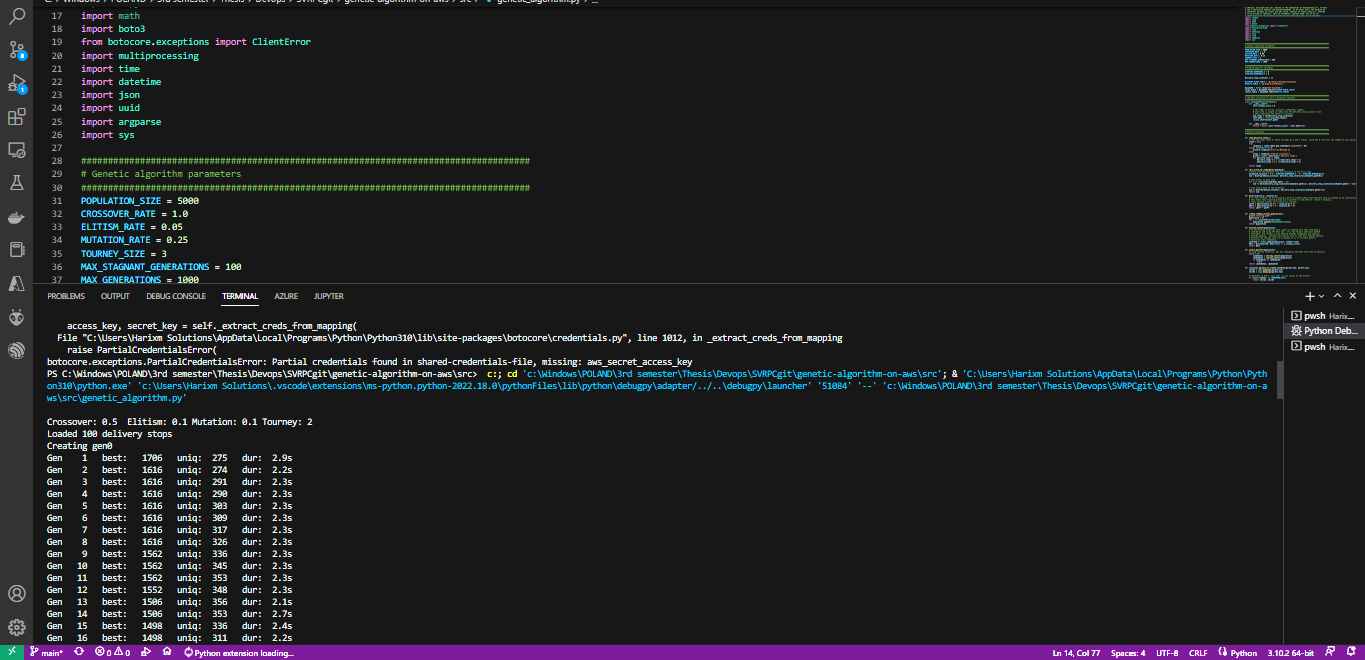 C: > Windows > POLAND > 3rd semester > Thesis > Devops > SVRPCgit > genetic-algorithm-on-aws > src > genetic_algorithm.py > ...
17 import math
18 import boto3
19 from botocore.exceptions import ClientError
20 import multiprocessing
21 import time
22 import datetime
23 import json
24 import uuid
25 import argparse
26 import sys
27
28 ####################################################################################
29 # Genetic algorithm parameters
30 ####################################################################################
31 POPULATION_SIZE = 5000
32 CROSSOVER_RATE = 1.0
33 ELITISM_RATE = 0.05
34 MUTATION_RATE = 0.25
35 TOURNEY_SIZE = 3
36 MAX_STAGNANT_GENERATIONS = 100
37 MAX_GENERATIONS = 1000
PROBLEMS OUTPUT DEBUG CONSOLE TERMINAL AZURE JUPYTER
access_key, secret_key = self._extract_creds_from_mapping(
File "C:\Users\Harixm Solutions\AppData\Local\Programs\Python\Python310\lib\site-packages\botocore\credentials.py", line 1012, in _extract_creds_from_mapping
raise PartialCredentialsError(
botocore.exceptions.PartialCredentialsError: Partial credentials found in shared-credentials-file, missing: aws_secret_access_key
PS C:\Windows\POLAND\3rd semester\Thesis\Devops\SVRPCgit\genetic-algorithm-on-aws\src> c:; cd 'c:\Windows\POLAND\3rd semester\Thesis\Devops\SVRPCgit\genetic-algorithm-on-aws\src'; & 'C:\Users\Harixm Solutions\AppData\Local\Programs\Python\Pyth
on310\python.exe' 'c:\Users\Harixm Solutions\.vscode\extensions\ms-python.python-2022.18.0\pythonFiles\lib\python\debugpy\adapter/../..\debugpy\launcher' '51084' '--' 'c:\Windows\POLAND\3rd semester\Thesis\Devops\SVRPCgit\genetic-algorithm-on-a
ws\src\genetic_algorithm.py'
Crossover: 0.5 Elitism: 0.1 Mutation: 0.1 Tourney: 2
Loaded 100 delivery stops
Creating gen0
Gen 1 best: 1706 uniq: 275 dur: 2.9s
Gen 2 best: 1616 uniq: 274 dur: 2.2s
Gen 3 best: 1616 uniq: 291 dur: 2.3s
Gen 4 best: 1616 uniq: 290 dur: 2.3s
Gen 5 best: 1616 uniq: 303 dur: 2.3s
Gen 6 best: 1616 uniq: 309 dur: 2.3s
Gen 7 best: 1616 uniq: 317 dur: 2.3s
Gen 8 best: 1616 uniq: 326 dur: 2.3s
Gen 9 best: 1562 uniq: 336 dur: 2.3s
Gen 10 best: 1562 uniq: 345 dur: 2.3s
Gen 11 best: 1562 uniq: 353 dur: 2.3s
Gen 12 best: 1552 uniq: 348 dur: 2.3s
Gen 13 best: 1506 uniq: 356 dur: 2.1s
Gen 14 best: 1506 uniq: 353 dur: 2.7s
Gen 15 best: 1498 uniq: 336 dur: 2.4s
Gen 16 best: 1498 uniq: 311 dur: 2.2s
pwsh Harix...
Python Deb...
pwsh Harix...
8
1
main* 0 0 Python extension loading... Ln 14, Col 77 Spaces: 4 UTF-8 CRLF Python 3.10.2 64-bit